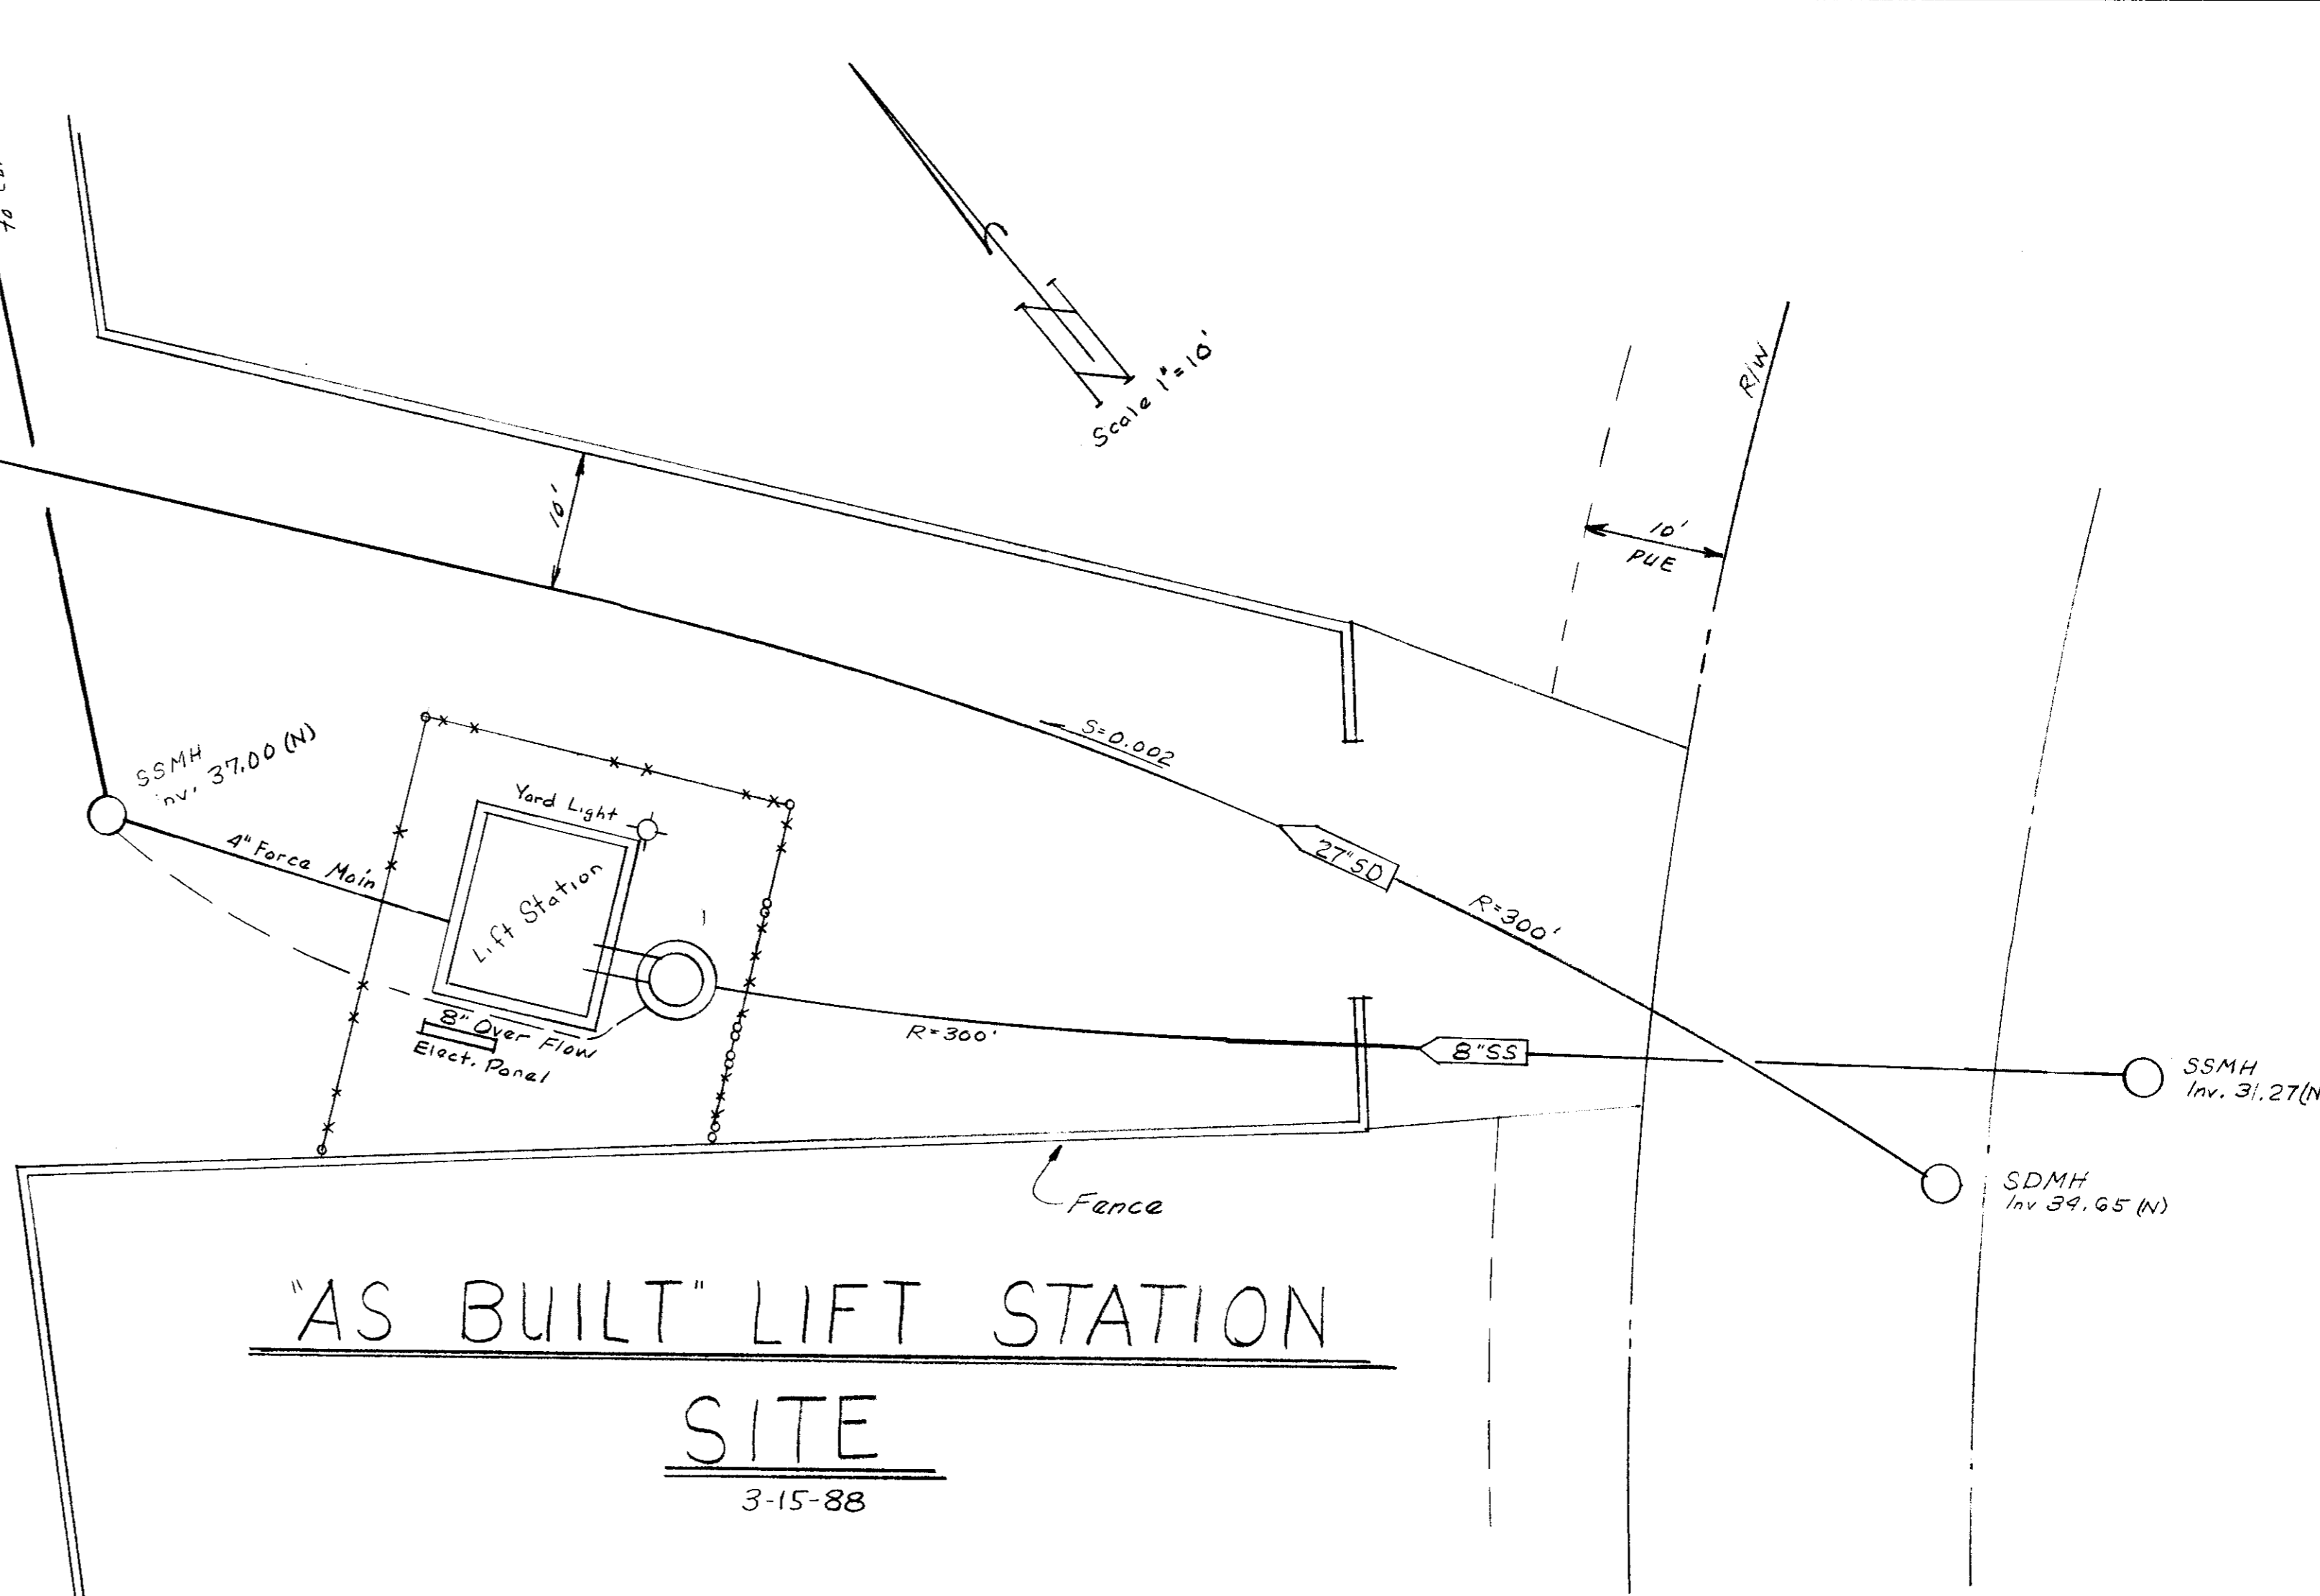 Scale 1"=10'
R/W
10'
PUE
10'
S=0.002
SSMH
inv. 37.00 (N)
Yard Light
4" Force Main
Lift Station
27"SD
R=300'
8" Over Flow
Elect. Panel
R=300'
8"SS
SSMH
Inv. 31.27(N
SDMH
Inv 34.65 (N)
Fence
"AS BUILT" LIFT STATION
SITE
3-15-88